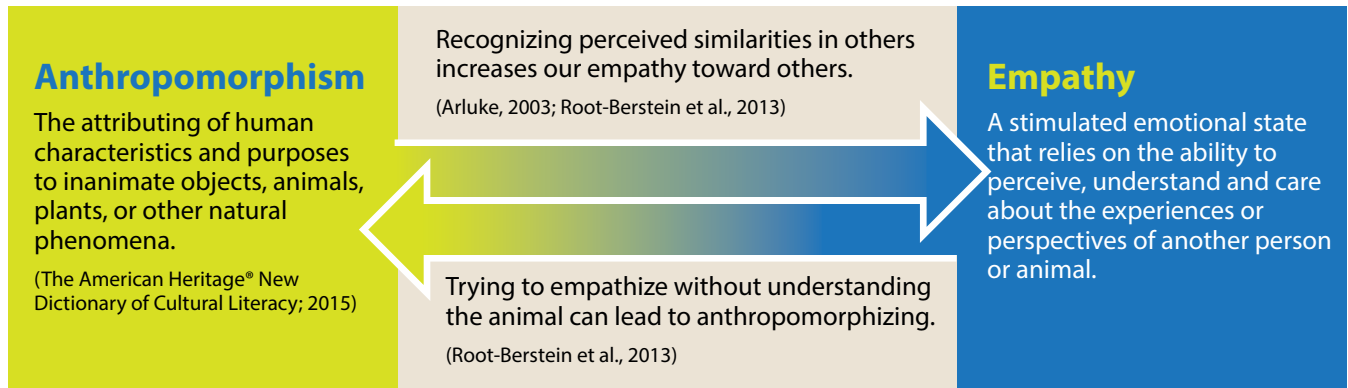 Anthropomorphism
The attributing of human
characteristics and purposes
to inanimate objects, animals,
plants, or other natural
phenomena.
(The American Heritage® New
Dictionary of Cultural Literacy; 2015)
Recognizing perceived similarities in others
increases our empathy toward others.
(Arluke, 2003; Root-Berstein et al., 2013)
Trying to empathize without understanding
the animal can lead to anthropomorphizing.
(Root-Berstein et al., 2013)
Empathy
A stimulated emotional state
that relies on the ability to
perceive, understand and care
about the experiences or
perspectives of another person
or animal.